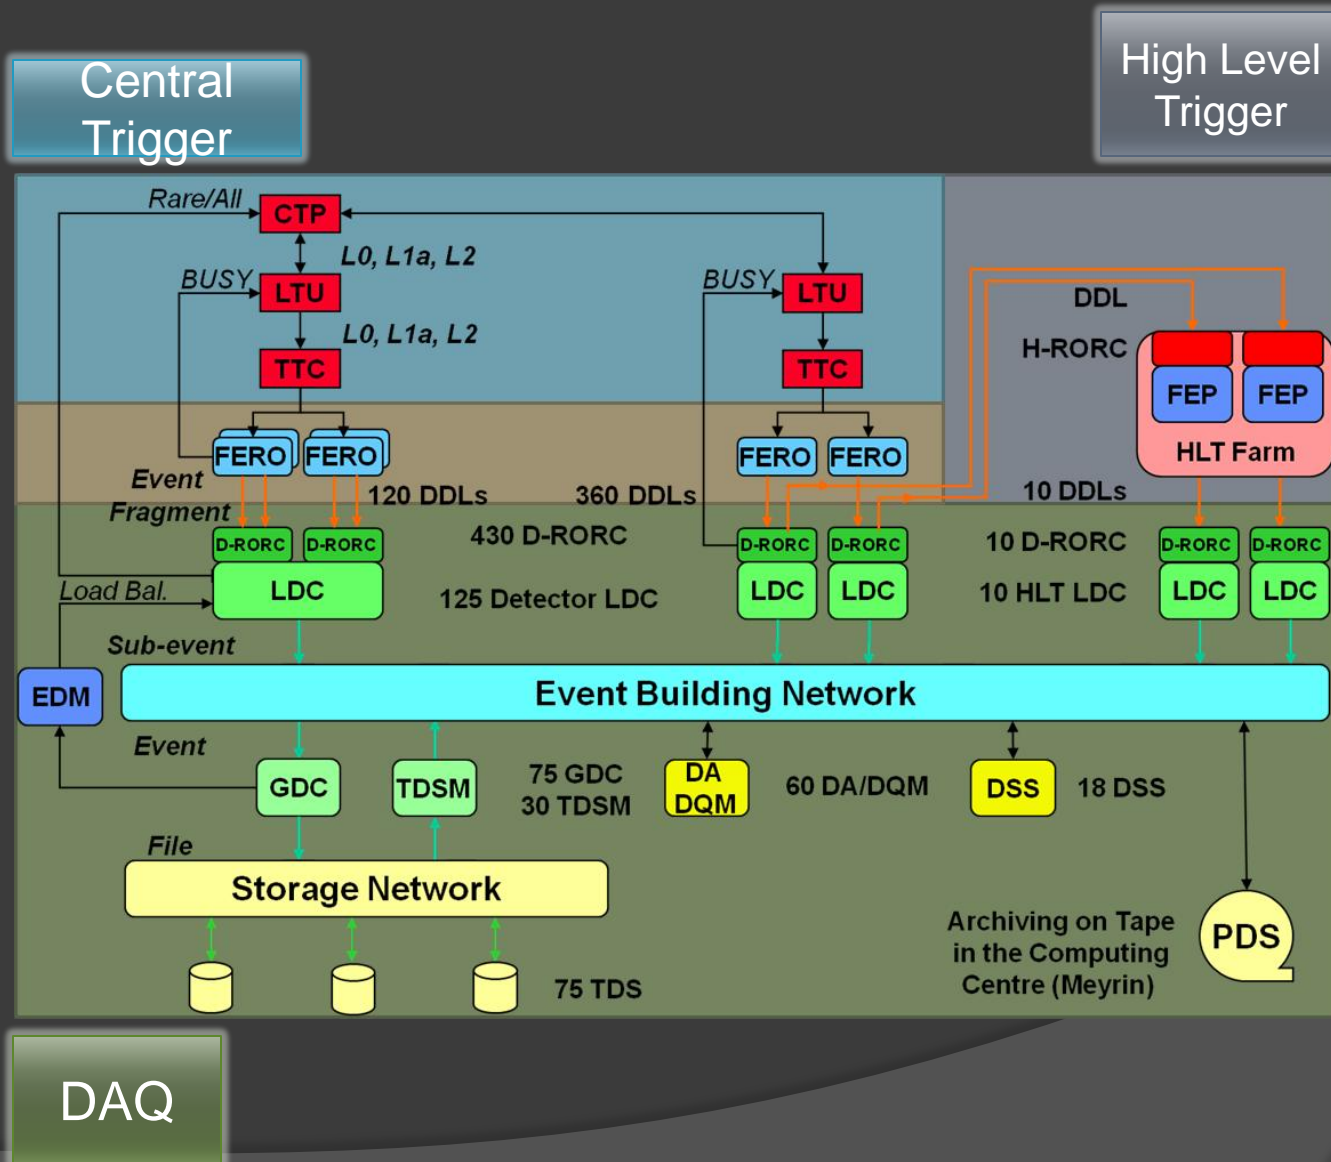 Central
Trigger
High Level
Trigger
Rare/All
CTP
L0, L1a, L2
BUSY
LTU
BUSY
LTU
DDL
L0, L1a, L2
H-RORC
TTC
TTC
FEP
FEP
FERO
FERO
FERO
FERO
HLT Farm
Event
Fragment
120 DDLs
360 DDLs
10 DDLs
430 D-RORC
10 D-RORC
D-RORC
D-RORC
D-RORC
D-RORC
D-RORC
D-RORC
Load Bal.
LDC
125 Detector LDC
LDC
LDC
10 HLT LDC
LDC
LDC
Sub-event
EDM
Event Building Network
Event
GDC
TDSM
75 GDC
30 TDSM
DA
DQM
60 DA/DQM
DSS
18 DSS
File
Storage Network
Archiving on Tape
in the Computing
Centre (Meyrin)
PDS
75 TDS
DAQ